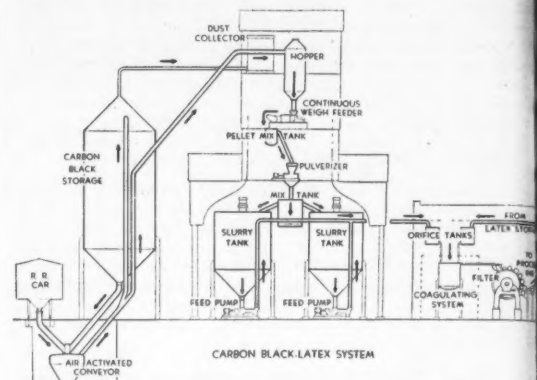 DUST
COLLECTOR
HOPPER
CONTINUOUS
WEIGH FEEDER
PELLET MIX TANK
PULVERIZER
CARBON
BLACK
STORAGE
MIX TANK
SLURRY
TANK
SLURRY
TANK
FROM
LATEX
ORIFICE TANKS
TO
FILTER
COAGULATING
SYSTEM
R R
CAR
FEED PUMP
FEED PUMP
AIR ACTIVATED
CONVEYOR
CARBON BLACK-LATEX SYSTEM